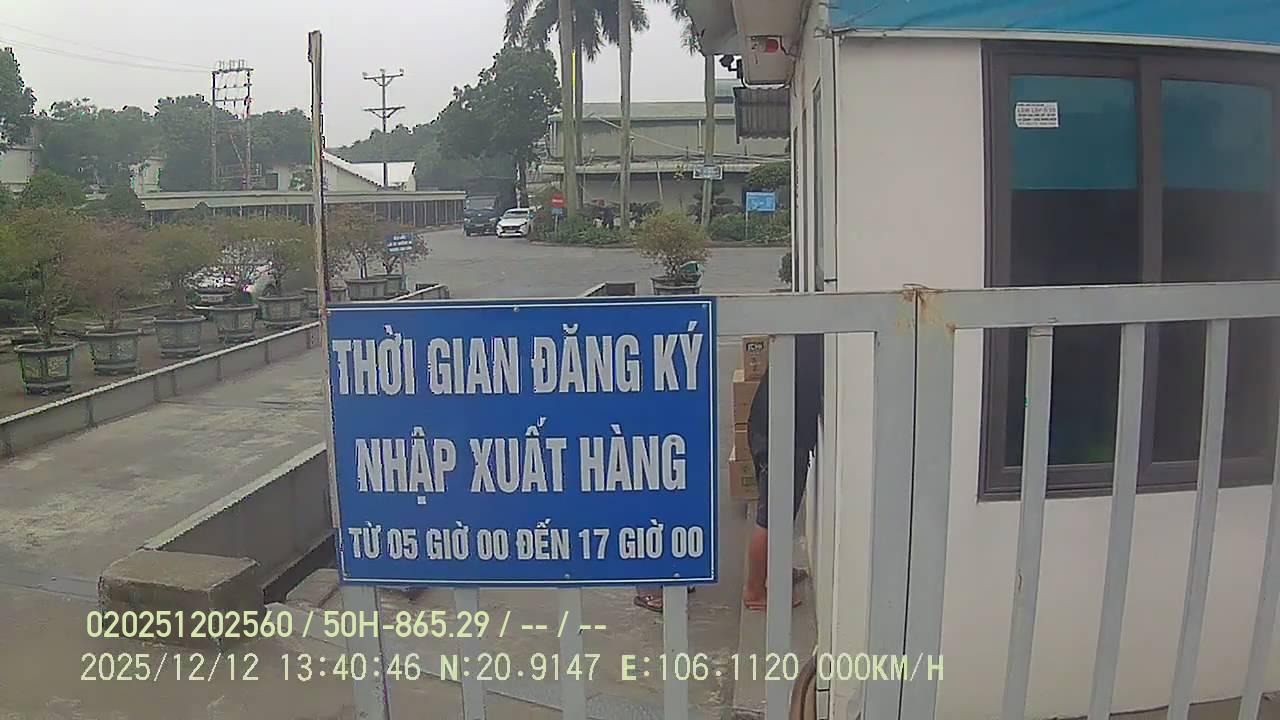 THỜI GIAN ĐĂNG KÝ
NHẬP XUẤT HÀNG
TỪ 05 GIỜ 00 ĐẾN 17 GIỜ 00
020251202560 / 50H-865.29 / -- / --
2025/12/12 13:40:46 N:20.9147 E:106.1120 000KM/H